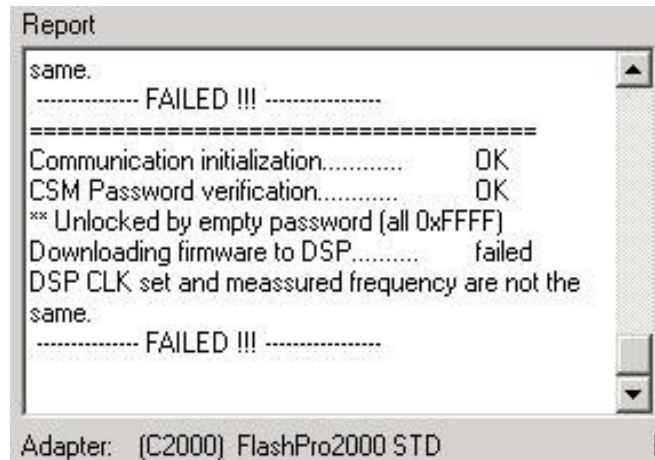 Report
same.
-------------- FAILED !!! ----------------
=====================================
Communication initialization............ OK
CSM Password verification............ OK
** Unlocked by empty password (all 0xFFFF)
Downloading firmware to DSP.......... failed
DSP CLK set and meassured frequency are not the
same.
-------------- FAILED !!! ----------------
Adapter: (C2000) FlashPro2000 STD